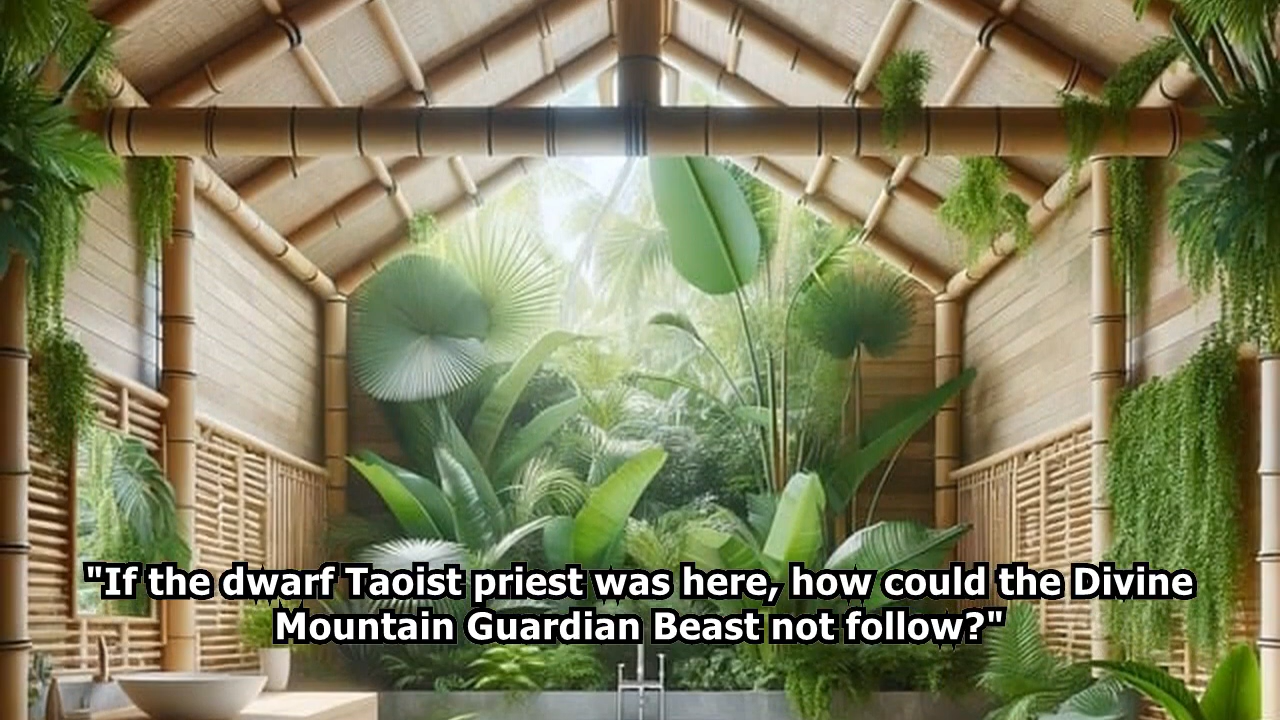 "If the dwarf Taoist priest was here, how could the Divine
Mountain Guardian Beast not follow?"